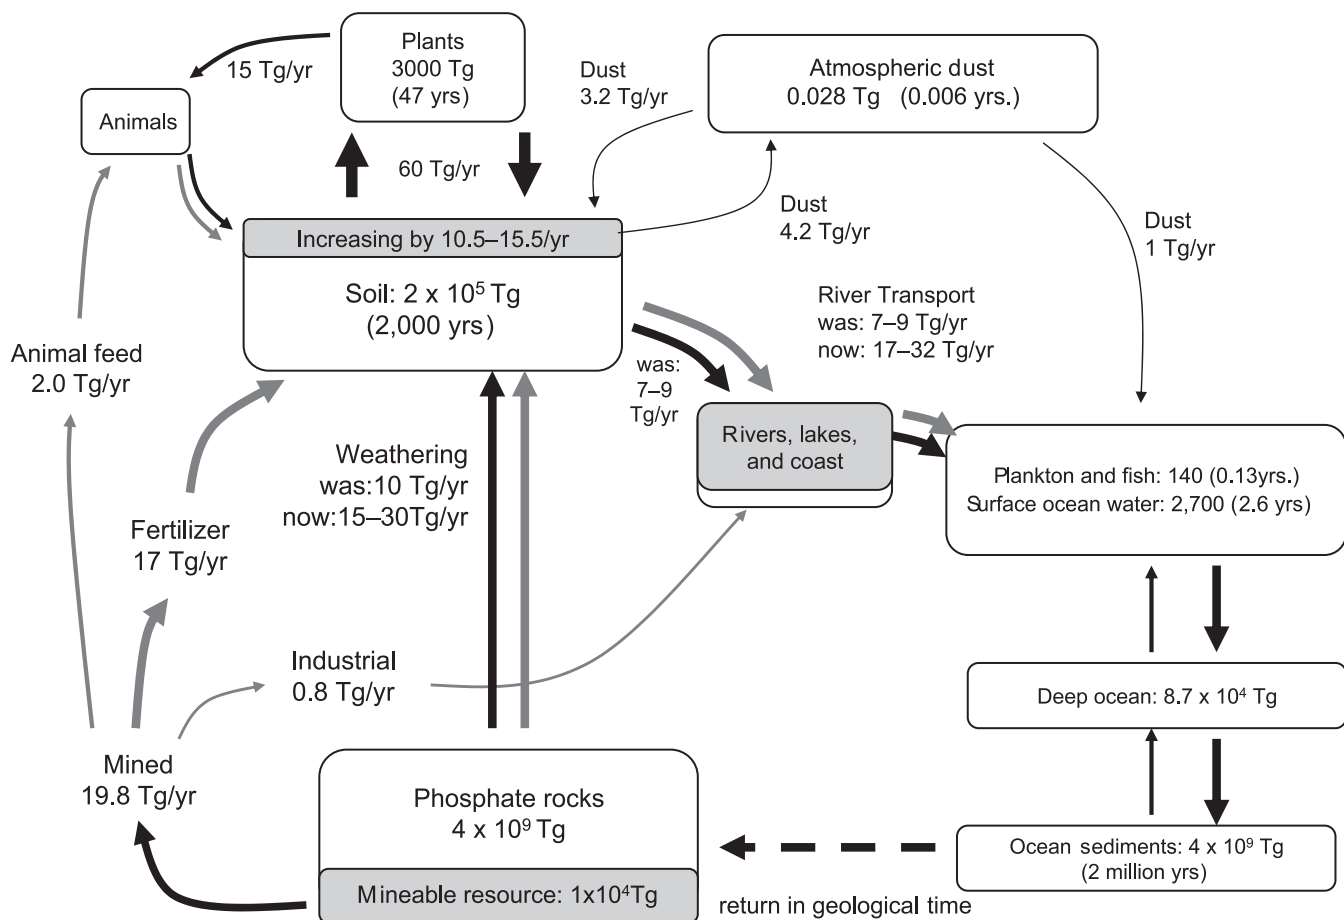 Plants
3000 Tg
(47 yrs)
15 Tg/yr
Animals
60 Tg/yr
Dust
3.2 Tg/yr
Atmospheric dust
0.028 Tg (0.006 yrs.)
Dust
4.2 Tg/yr
Dust
1 Tg/yr
Increasing by 10.5–15.5/yr
Soil: 2 x 10⁵ Tg
(2,000 yrs)
River Transport
was: 7–9 Tg/yr
now: 17–32 Tg/yr
was:
7–9
Tg/yr
Animal feed
2.0 Tg/yr
Rivers, lakes,
and coast
Plankton and fish: 140 (0.13yrs.)
Surface ocean water: 2,700 (2.6 yrs)
Weathering
was:10 Tg/yr
now:15–30Tg/yr
Fertilizer
17 Tg/yr
Industrial
0.8 Tg/yr
Deep ocean: 8.7 x 10⁴ Tg
Mined
19.8 Tg/yr
Phosphate rocks
4 x 10⁹ Tg
Mineable resource: 1x10⁴Tg
Ocean sediments: 4 x 10⁹ Tg
(2 million yrs)
return in geological time